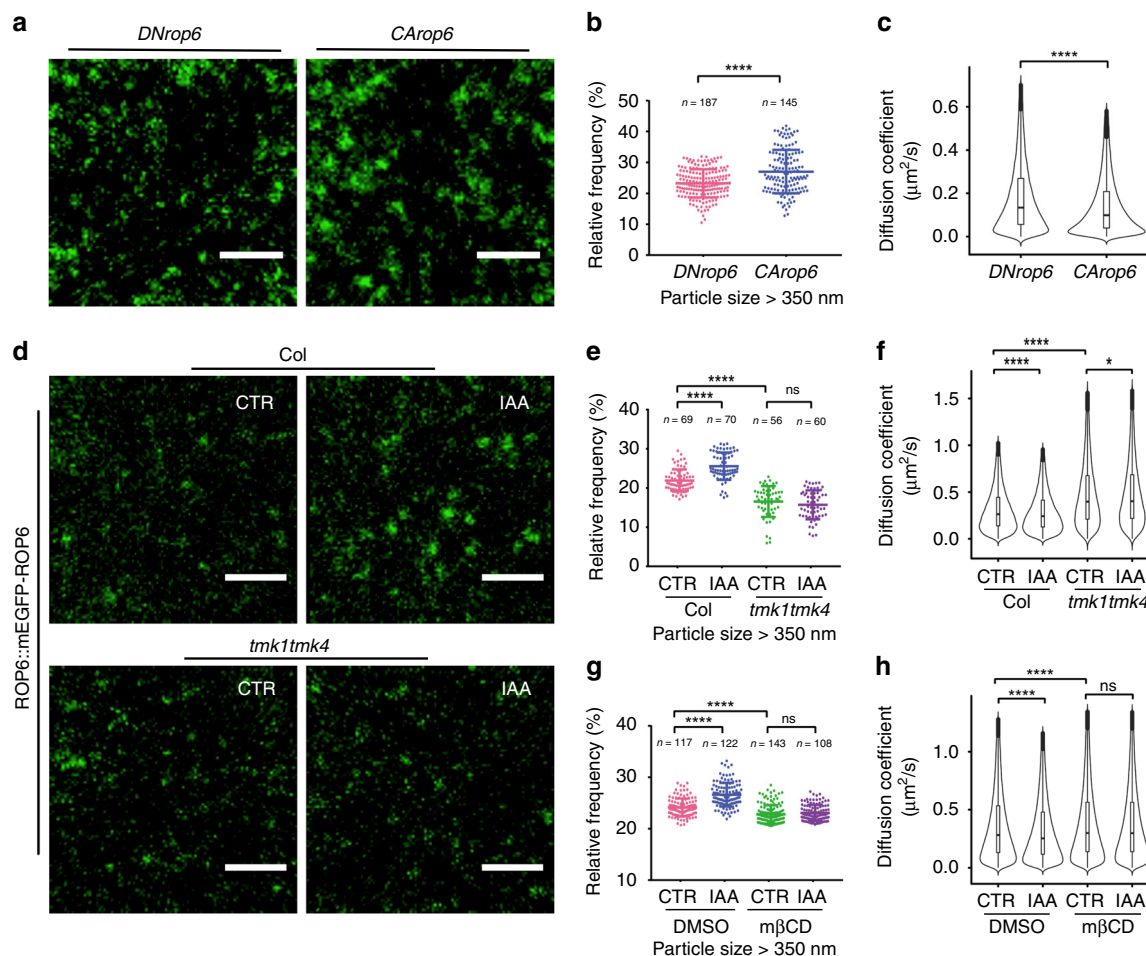 a
DNrop6
CArop6
b
****
n = 187
n = 145
Relative frequency (%)
50
40
30
20
10
0
DNrop6
CArop6
Particle size > 350 nm
c
****
Diffusion coefficient
(μm²/s)
0.6
0.4
0.2
0.0
DNrop6
CArop6
d
Col
CTR
IAA
ROP6::mEGFP-ROP6
tmk1tmk4
CTR
IAA
e
****
****
ns
n = 69
n = 70
n = 56
n = 60
Relative frequency (%)
40
30
20
10
0
CTR
IAA
CTR
IAA
Col
tmk1tmk4
Particle size > 350 nm
f
****
****
*
Diffusion coefficient
(μm²/s)
1.5
1.0
0.5
0.0
CTR
IAA
CTR
IAA
Col
tmk1tmk4
g
****
****
ns
n = 117
n = 122
n = 143
n = 108
Relative frequency (%)
40
30
20
10
CTR
IAA
CTR
IAA
DMSO
mβCD
Particle size > 350 nm
h
****
****
ns
Diffusion coefficient
(μm²/s)
1.0
0.5
0.0
CTR
IAA
CTR
IAA
DMSO
mβCD